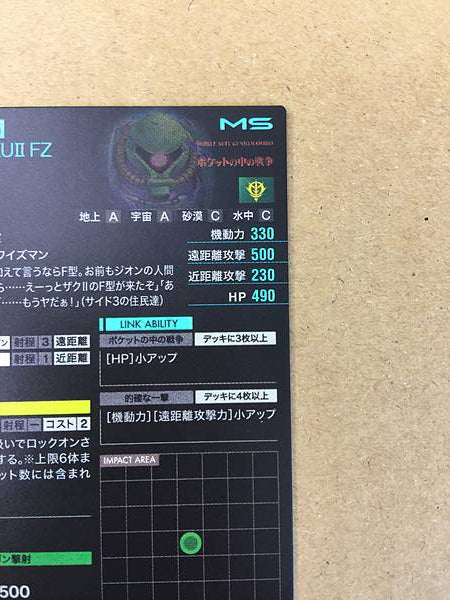 MS
UII FZ
ポケットの中の戦争
地上 A 宇宙 A 砂漠 C 水中 C
機動力 330
ワイズマン
遠距離攻撃 500
加えて言うならF型。お前もジオンの人間
近距離攻撃 230
ら……えーっとザクIIのF型が来たぞ」「あ
HP 490
……もうヤだぁ!」(サイド3の住民達)
LINK ABILITY
ポケットの中の戦争 デッキに3枚以上
射程 3 遠距離
[HP]小アップ
射程 1 近距離
的確な一撃 デッキに4枚以上
[機動力][遠距離攻撃力]小アップ
射程 ー コスト 2
扱いでロックオンさ
する。※上限6体ま
ット数には含まれ
IMPACT AREA
ン撃射
500